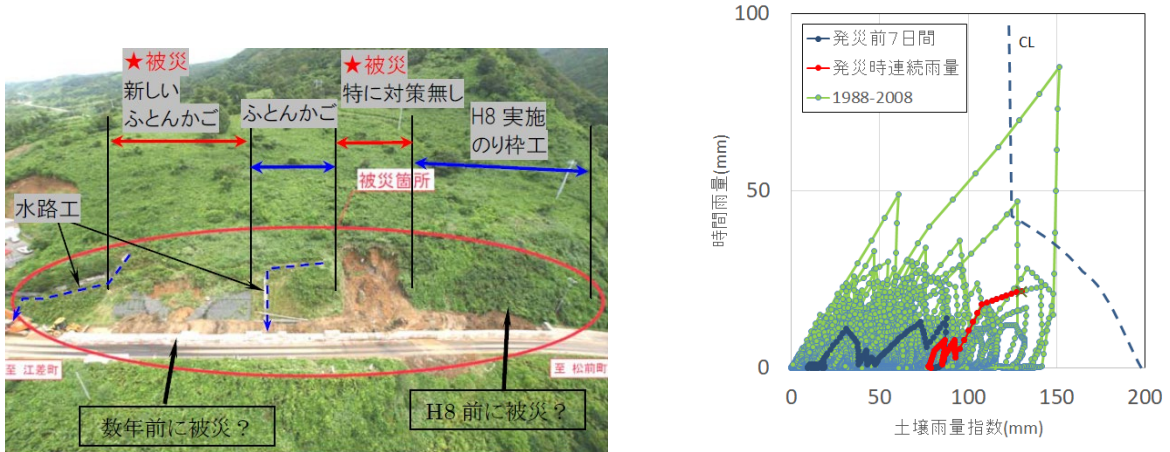 ★被災
新しい
ふとんかご
ふとんかご
★被災
特に対策無し
H8 実施
のり枠工
被災箇所
水路工
至 江差町
至 松前町
数年前に被災？
H8 前に被災？
100
50
0
0
50
100
150
200
時間雨量(mm)
土壌雨量指数(mm)
発災前7日間
発災時連続雨量
1988-2008
CL